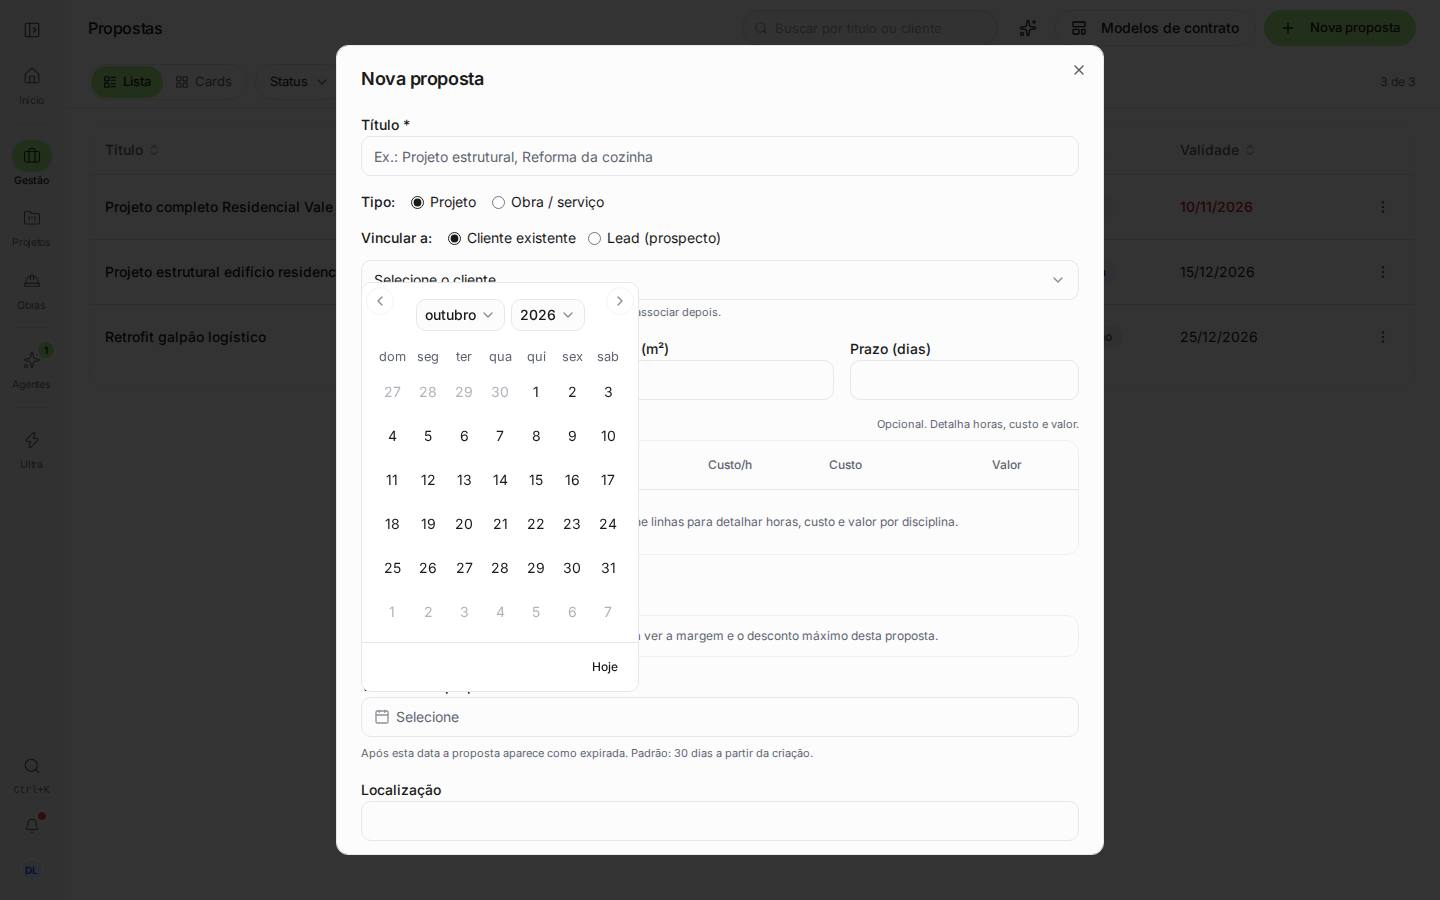 Propostas
Buscar por título ou cliente
Modelos de contrato
Nova proposta
Lista
Cards
Status
3 de 3
Início
Gestão
Projetos
Obras
1
Agentes
Ultra
Ctrl+K
DL
Título
Validade
Projeto completo Residencial Vale
10/11/2026
Projeto estrutural edifício residenc
15/12/2026
Retrofit galpão logístico
25/12/2026
Nova proposta
Título *
Ex.: Projeto estrutural, Reforma da cozinha
Tipo: Projeto Obra / serviço
Vincular a: Cliente existente Lead (prospecto)
Selecione o cliente
associar depois.
outubro 2026
dom seg ter qua qui sex sab
27 28 29 30 1 2 3
4 5 6 7 8 9 10
11 12 13 14 15 16 17
18 19 20 21 22 23 24
25 26 27 28 29 30 31
1 2 3 4 5 6 7
Hoje
(m²)
Prazo (dias)
Opcional. Detalha horas, custo e valor.
Custo/h Custo Valor
linhas para detalhar horas, custo e valor por disciplina.
ver a margem e o desconto máximo desta proposta.
Selecione
Após esta data a proposta aparece como expirada. Padrão: 30 dias a partir da criação.
Localização